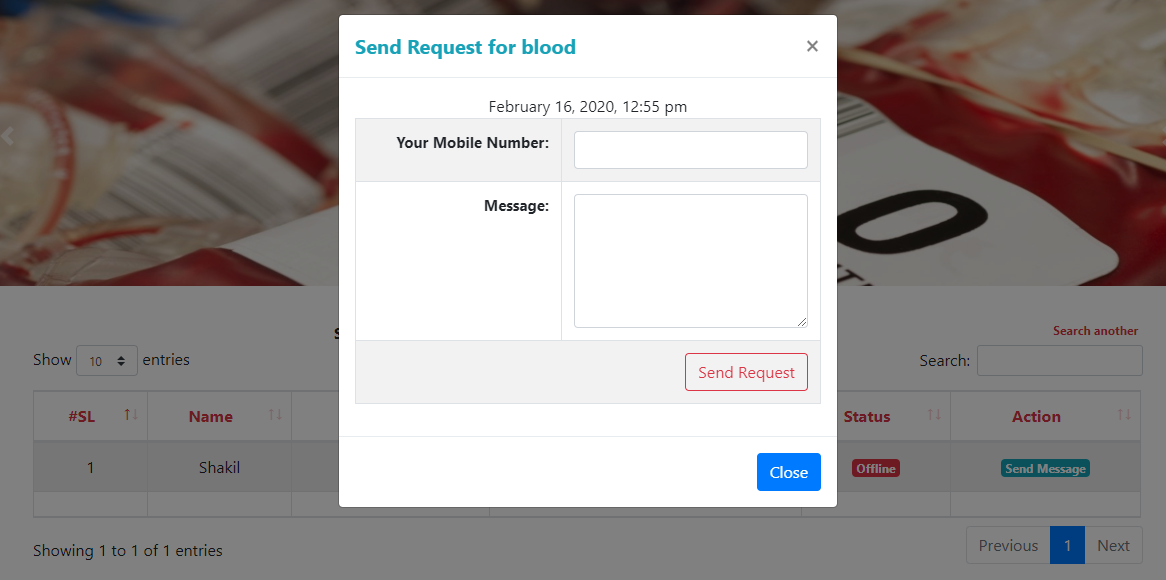 Send Request for blood ×
February 16, 2020, 12:55 pm
Your Mobile Number:
Message:
Send Request
Close
Search another
Show 10 entries
Search:
#SL Name Status Action
1 Shakil Offline Send Message
Showing 1 to 1 of 1 entries
Previous 1 Next